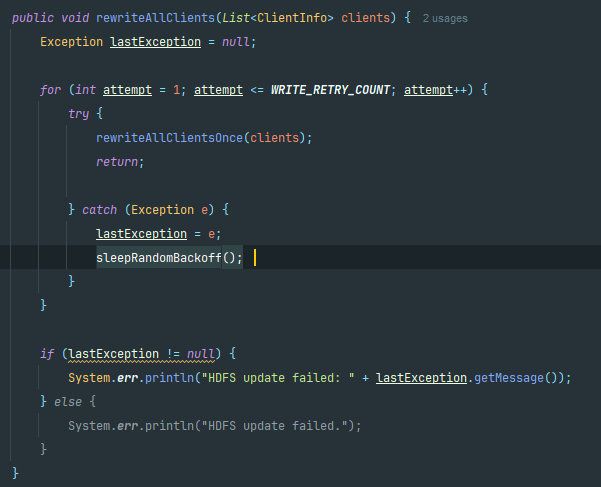 public void rewriteAllClients(List<ClientInfo> clients) { 2 usages
Exception lastException = null;
for (int attempt = 1; attempt <= WRITE_RETRY_COUNT; attempt++) {
try {
rewriteAllClientsOnce(clients);
return;
} catch (Exception e) {
lastException = e;
sleepRandomBackoff();
}
}
if (lastException != null) {
System.err.println("HDFS update failed: " + lastException.getMessage());
} else {
System.err.println("HDFS update failed.");
}
}